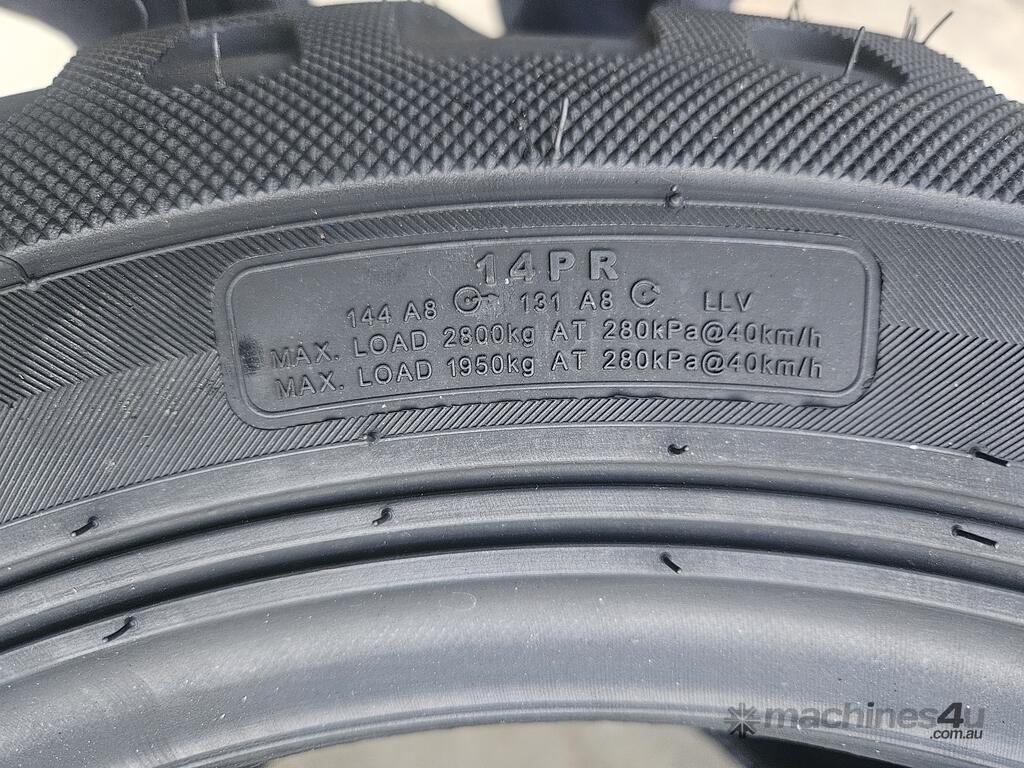 14PR
144 A8 131 A8 LLV
MAX. LOAD 2800kg AT 280kPa@40km/h
MAX. LOAD 1950kg AT 280kPa@40km/h
machines4u
.com.au